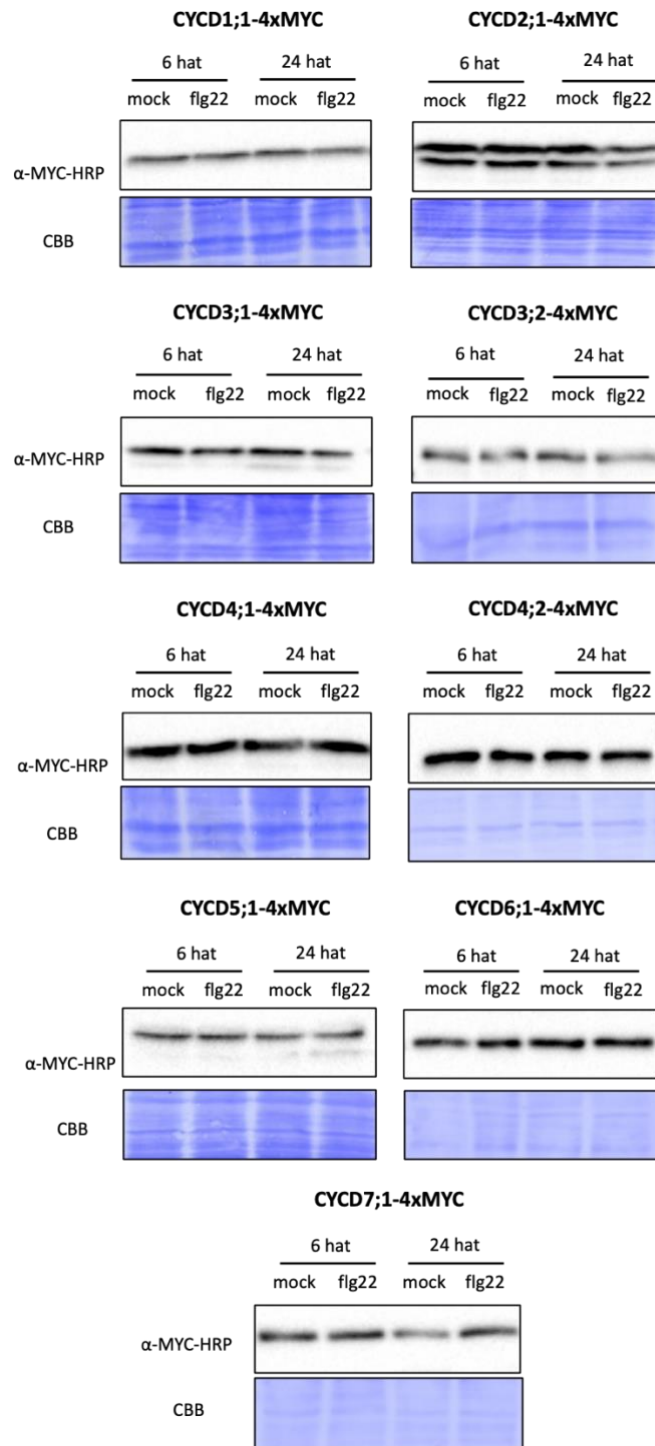 CYCD1;1-4xMYC CYCD2;1-4xMYC
6 hat 24 hat 6 hat 24 hat
mock flg22 mock flg22 mock flg22 mock flg22
α-MYC-HRP
CBB
CYCD3;1-4xMYC CYCD3;2-4xMYC
6 hat 24 hat 6 hat 24 hat
mock flg22 mock flg22 mock flg22 mock flg22
α-MYC-HRP
CBB
CYCD4;1-4xMYC CYCD4;2-4xMYC
6 hat 24 hat 6 hat 24 hat
mock flg22 mock flg22 mock flg22 mock flg22
α-MYC-HRP
CBB
CYCD5;1-4xMYC CYCD6;1-4xMYC
6 hat 24 hat 6 hat 24 hat
mock flg22 mock flg22 mock flg22 mock flg22
α-MYC-HRP
CBB
CYCD7;1-4xMYC
6 hat 24 hat
mock flg22 mock flg22
α-MYC-HRP
CBB